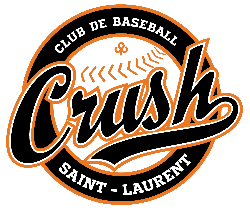 CLUB DE BASEBALL
Crush
SAINT - LAURENT